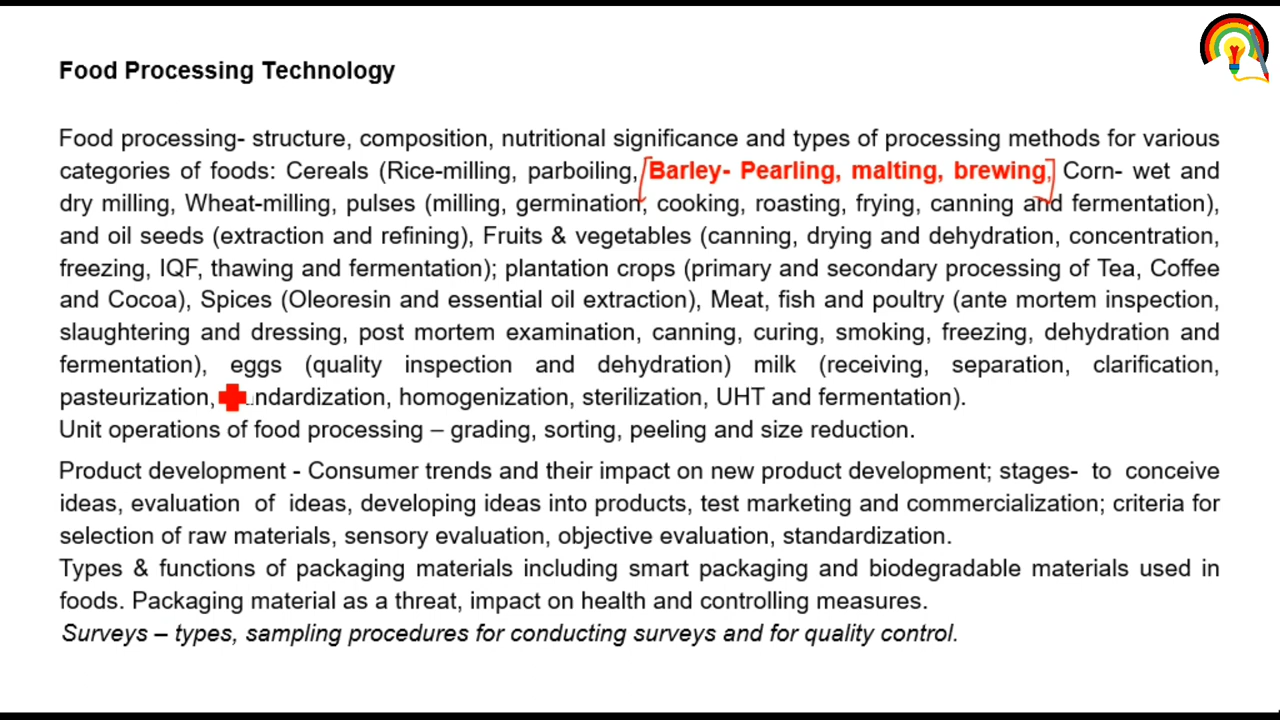 Food Processing Technology
Food processing- structure, composition, nutritional significance and types of processing methods for various
categories of foods: Cereals (Rice-milling, parboiling, Barley- Pearling, malting, brewing, Corn- wet and
dry milling, Wheat-milling, pulses (milling, germination, cooking, roasting, frying, canning and fermentation),
and oil seeds (extraction and refining), Fruits & vegetables (canning, drying and dehydration, concentration,
freezing, IQF, thawing and fermentation); plantation crops (primary and secondary processing of Tea, Coffee
and Cocoa), Spices (Oleoresin and essential oil extraction), Meat, fish and poultry (ante mortem inspection,
slaughtering and dressing, post mortem examination, canning, curing, smoking, freezing, dehydration and
fermentation), eggs (quality inspection and dehydration) milk (receiving, separation, clarification,
pasteurization, ndardization, homogenization, sterilization, UHT and fermentation).
Unit operations of food processing – grading, sorting, peeling and size reduction.
Product development - Consumer trends and their impact on new product development; stages- to conceive
ideas, evaluation of ideas, developing ideas into products, test marketing and commercialization; criteria for
selection of raw materials, sensory evaluation, objective evaluation, standardization.
Types & functions of packaging materials including smart packaging and biodegradable materials used in
foods. Packaging material as a threat, impact on health and controlling measures.
Surveys – types, sampling procedures for conducting surveys and for quality control.